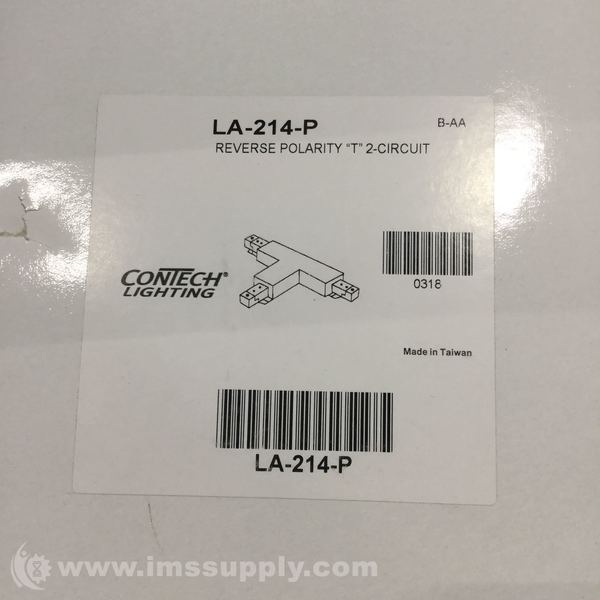 LA-214-P
B-AA
REVERSE POLARITY "T" 2-CIRCUIT
CONTECH®
LIGHTING
0318
Made in Taiwan
LA-214-P
www.imssupply.com